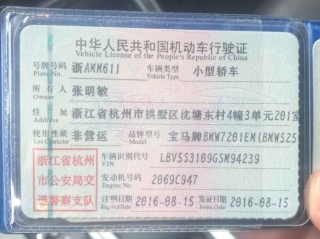 中华人民共和国机动车行驶证
Vehicle License of the People's Republic of China
号牌号码 浙AMM611 车辆类型 小型轿车
Plate No. Vehicle Type
所有人 张明敏
Owner
住址 浙江省杭州市拱墅区沈塘东村4幢3单元201室
Address
使用性质 非营运 品牌型号 宝马牌BMW7201EM(BMW525
浙江省杭州市公安局交通警察支队
车辆识别代号 LBV5S3109GSM94239
VIN
发动机号码 2069C947
Engine No.
注册日期 2016-08-15 发证日期 2016-08-15